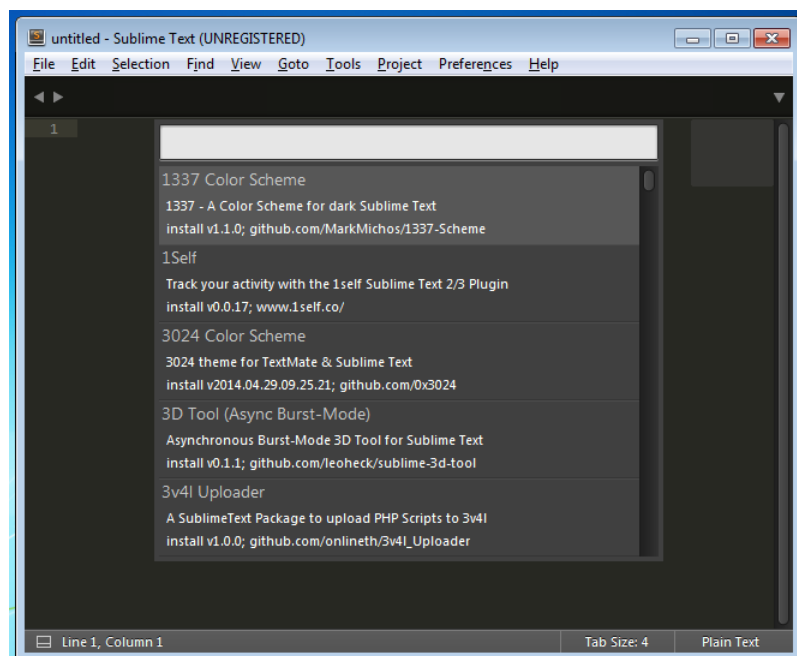 untitled - Sublime Text (UNREGISTERED)
File Edit Selection Find View Goto Tools Project Preferences Help
1
1337 Color Scheme
1337 - A Color Scheme for dark Sublime Text
install v1.1.0; github.com/MarkMichos/1337-Scheme
1Self
Track your activity with the 1self Sublime Text 2/3 Plugin
install v0.0.17; www.1self.co/
3024 Color Scheme
3024 theme for TextMate & Sublime Text
install v2014.04.29.09.25.21; github.com/0x3024
3D Tool (Async Burst-Mode)
Asynchronous Burst-Mode 3D Tool for Sublime Text
install v0.1.1; github.com/leoheck/sublime-3d-tool
3v4l Uploader
A SublimeText Package to upload PHP Scripts to 3v4l
install v1.0.0; github.com/onlineth/3v4l_Uploader
Line 1, Column 1 Tab Size: 4 Plain Text